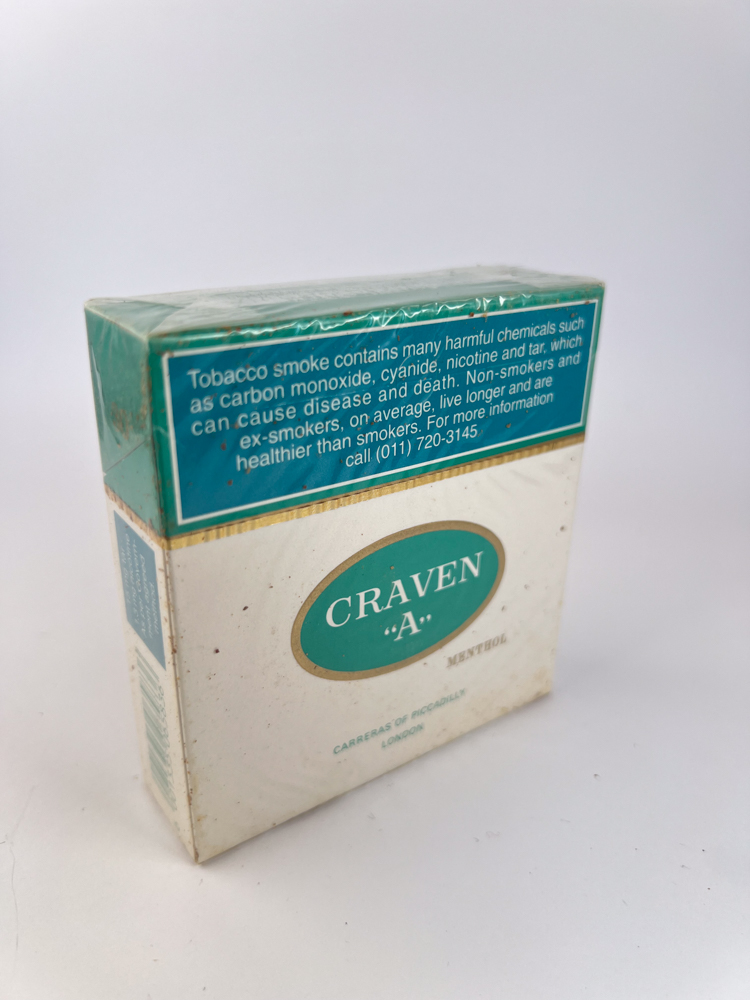 Tobacco smoke contains many harmful chemicals such
as carbon monoxide, cyanide, nicotine and tar, which
can cause disease and death. Non-smokers and
ex-smokers, on average, live longer and are
healthier than smokers. For more information
call (011) 720-3145
CRAVEN
“A”
MENTHOL
CARRERAS OF PICCADILLY
LONDON